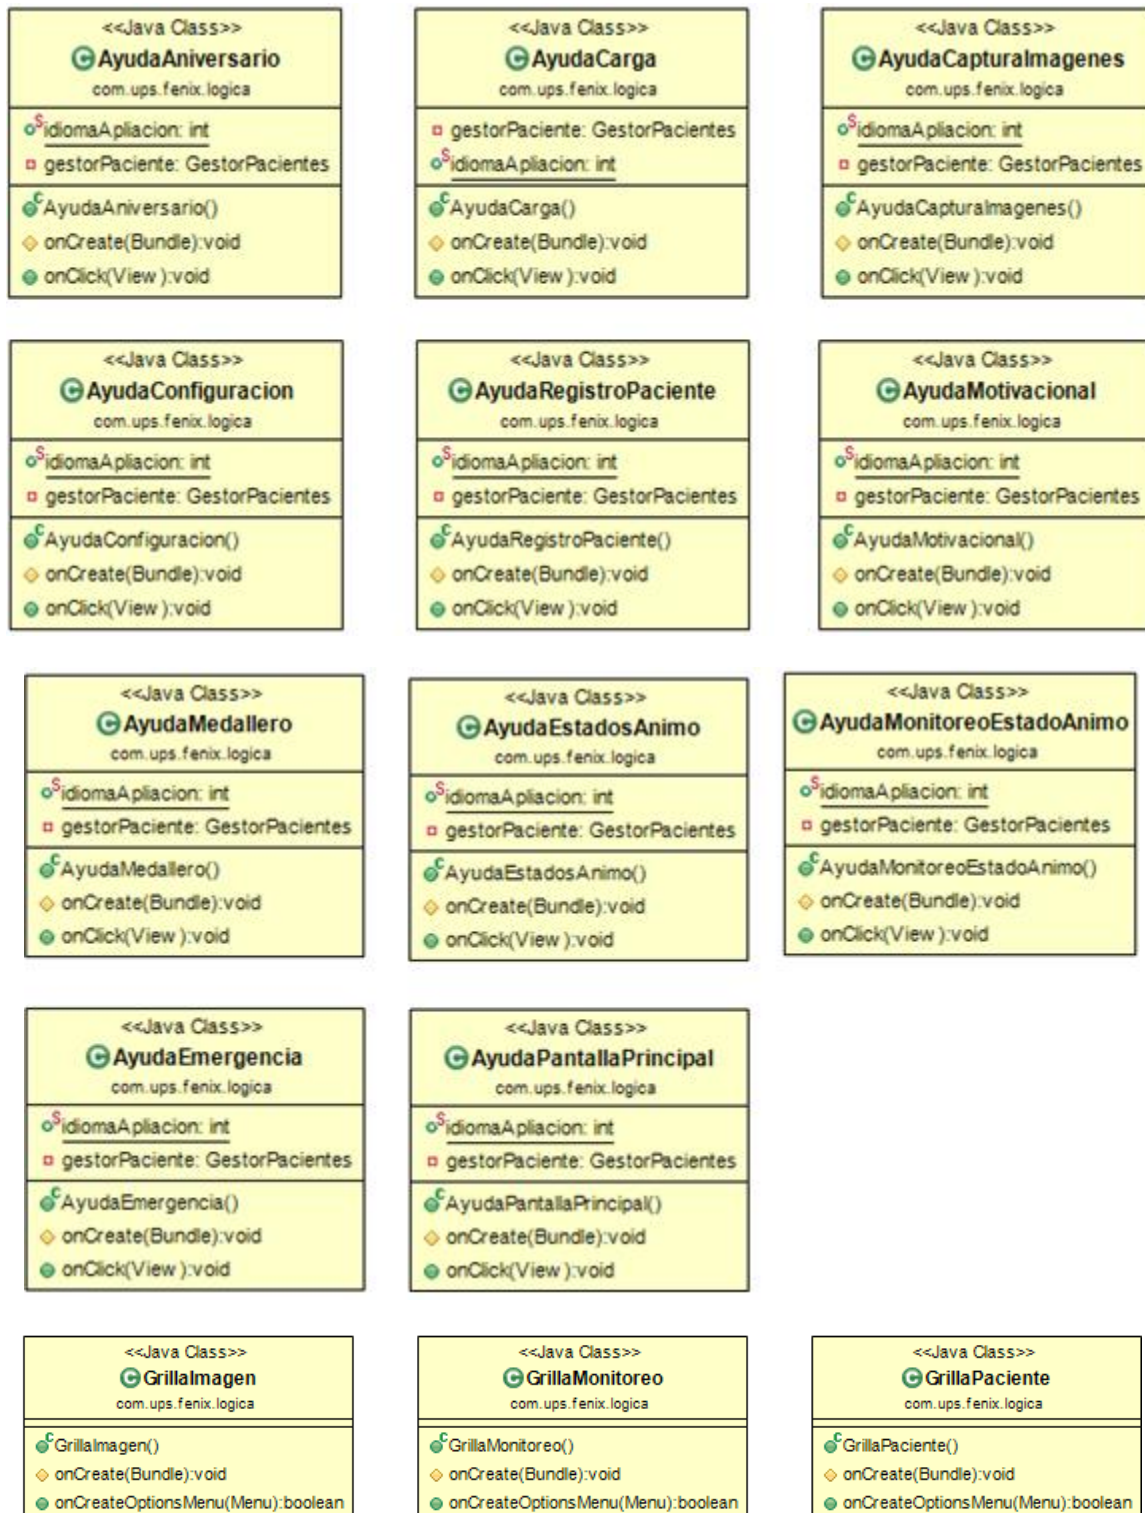 <<Java Class>>
AyudaAniversario
com.ups.fenix.logica
idiomaApliacion: int
gestorPaciente: GestorPacientes
AyudaAniversario()
onCreate(Bundle):void
onClick(View):void
<<Java Class>>
AyudaCarga
com.ups.fenix.logica
gestorPaciente: GestorPacientes
idiomaApliacion: int
AyudaCarga()
onCreate(Bundle):void
onClick(View):void
<<Java Class>>
AyudaCapturaImagenes
com.ups.fenix.logica
idiomaApliacion: int
gestorPaciente: GestorPacientes
AyudaCapturaImagenes()
onCreate(Bundle):void
onClick(View):void
<<Java Class>>
AyudaConfiguracion
com.ups.fenix.logica
idiomaApliacion: int
gestorPaciente: GestorPacientes
AyudaConfiguracion()
onCreate(Bundle):void
onClick(View):void
<<Java Class>>
AyudaRegistroPaciente
com.ups.fenix.logica
idiomaApliacion: int
gestorPaciente: GestorPacientes
AyudaRegistroPaciente()
onCreate(Bundle):void
onClick(View):void
<<Java Class>>
AyudaMotivacional
com.ups.fenix.logica
idiomaApliacion: int
gestorPaciente: GestorPacientes
AyudaMotivacional()
onCreate(Bundle):void
onClick(View):void
<<Java Class>>
AyudaMedallero
com.ups.fenix.logica
idiomaApliacion: int
gestorPaciente: GestorPacientes
AyudaMedallero()
onCreate(Bundle):void
onClick(View):void
<<Java Class>>
AyudaEstadosAnimo
com.ups.fenix.logica
idiomaApliacion: int
gestorPaciente: GestorPacientes
AyudaEstadosAnimo()
onCreate(Bundle):void
onClick(View):void
<<Java Class>>
AyudaMonitoreoEstadoAnimo
com.ups.fenix.logica
idiomaApliacion: int
gestorPaciente: GestorPacientes
AyudaMonitoreoEstadoAnimo()
onCreate(Bundle):void
onClick(View):void
<<Java Class>>
AyudaEmergencia
com.ups.fenix.logica
idiomaApliacion: int
gestorPaciente: GestorPacientes
AyudaEmergencia()
onCreate(Bundle):void
onClick(View):void
<<Java Class>>
AyudaPantallaPrincipal
com.ups.fenix.logica
idiomaApliacion: int
gestorPaciente: GestorPacientes
AyudaPantallaPrincipal()
onCreate(Bundle):void
onClick(View):void
<<Java Class>>
GrillaImagen
com.ups.fenix.logica
GrillaImagen()
onCreate(Bundle):void
onCreateOptionsMenu(Menu):boolean
<<Java Class>>
GrillaMonitoreo
com.ups.fenix.logica
GrillaMonitoreo()
onCreate(Bundle):void
onCreateOptionsMenu(Menu):boolean
<<Java Class>>
GrillaPaciente
com.ups.fenix.logica
GrillaPaciente()
onCreate(Bundle):void
onCreateOptionsMenu(Menu):boolean